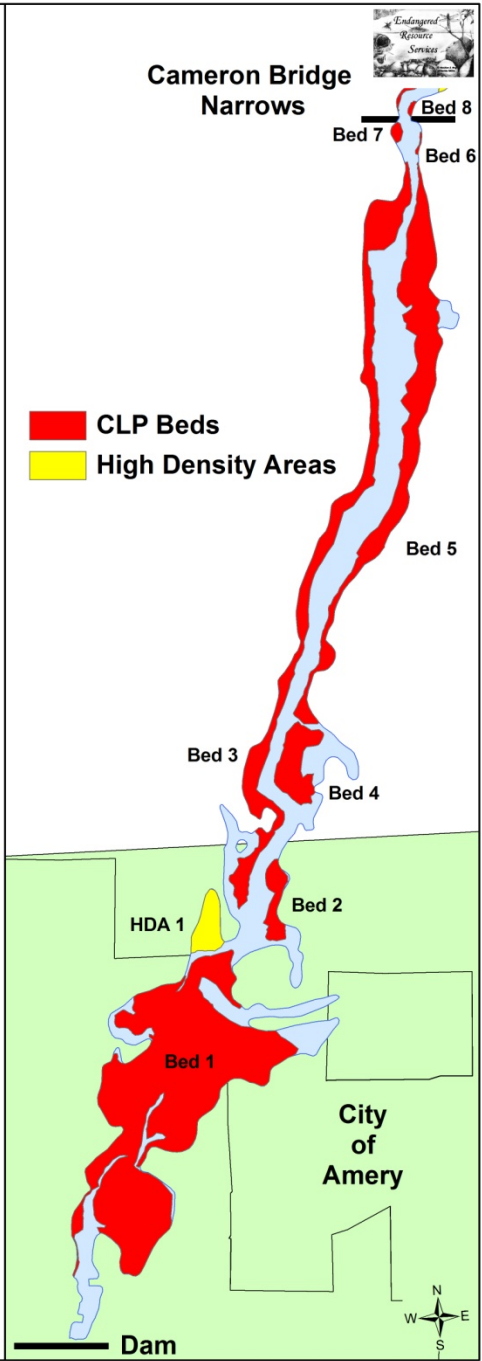 Endangered
Resource
Services
Cameron Bridge
Narrows
Bed 8
Bed 7
Bed 6
CLP Beds
High Density Areas
Bed 5
Bed 3
Bed 4
Bed 2
HDA 1
Bed 1
City
of
Amery
N
W
E
S
Dam